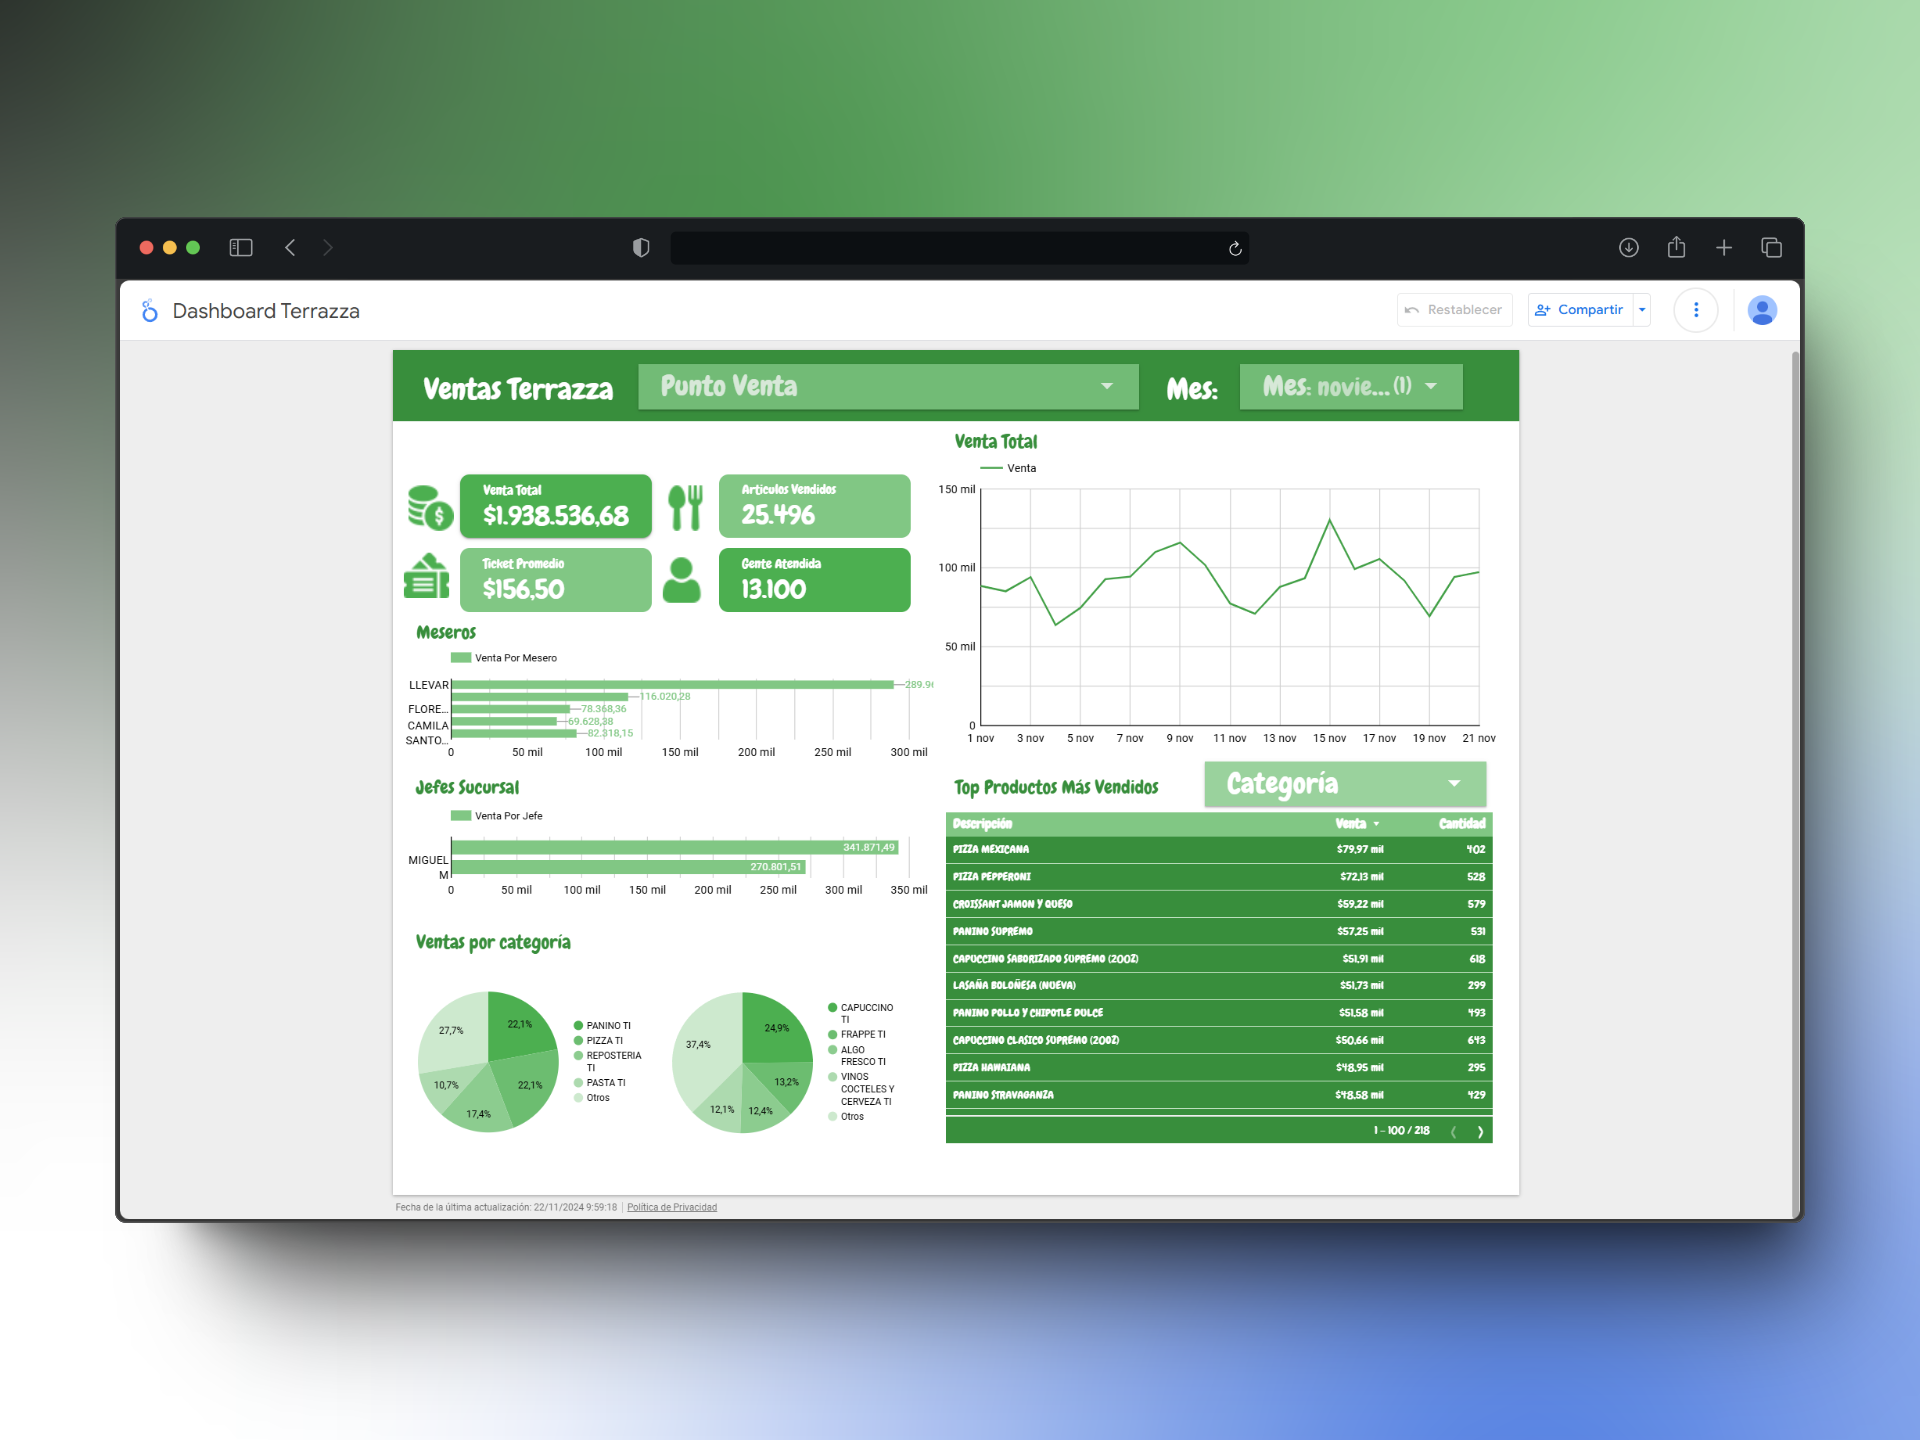 Dashboard Terrazza
Restablecer
Compartir
Ventas Terrazza
Punto Venta
Mes:
Mes: novie... (1)
Venta Total
$1.938.536,68
Articulos Vendidos
25.496
Ticket Promedio
$156,50
Gente Atendida
13.100
Meseros
Venta Por Mesero
LLEVAR
FLORE...
CAMILA
SANTO...
289.9
116.020,28
78.368,36
69.628,38
82.318,15
0 50 mil 100 mil 150 mil 200 mil 250 mil 300 mil
Jefes Sucursal
Venta Por Jefe
341.871,49
270.801,51
MIGUEL
M
0 50 mil 100 mil 150 mil 200 mil 250 mil 300 mil 350 mil
Ventas por categoría
22,1%
22,1%
17,4%
10,7%
27,7%
PANINO TI
PIZZA TI
REPOSTERIA
TI
PASTA TI
Otros
24,9%
13,2%
12,4%
12,1%
37,4%
CAPUCCINO
TI
FRAPPE TI
ALGO
FRESCO TI
VINOS
COCTELES Y
CERVEZA TI
Otros
Venta Total
Venta
150 mil
100 mil
50 mil
0
1 nov 3 nov 5 nov 7 nov 9 nov 11 nov 13 nov 15 nov 17 nov 19 nov 21 nov
Top Productos Más Vendidos
Categoría
Descripción Venta Cantidad
PIZZA MEXICANA $79,97 mil 402
PIZZA PEPPERONI $72,13 mil 528
CROISSANT JAMON Y QUESO $59,22 mil 579
PANINO SUPREMO $57,25 mil 531
CAPUCCINO SABORIZADO SUPREMO (20OZ) $51,91 mil 618
LASAÑA BOLOÑESA (NUEVA) $51,73 mil 299
PANINO POLLO Y CHIPOTLE DULCE $51,58 mil 493
CAPUCCINO CLASICO SUPREMO (20OZ) $50,66 mil 643
PIZZA HAWAIANA $48,95 mil 295
PANINO STRAVAGANZA $48,58 mil 429
1 - 100 / 218
Fecha de la última actualización: 22/11/2024 9:59:18
Política de Privacidad